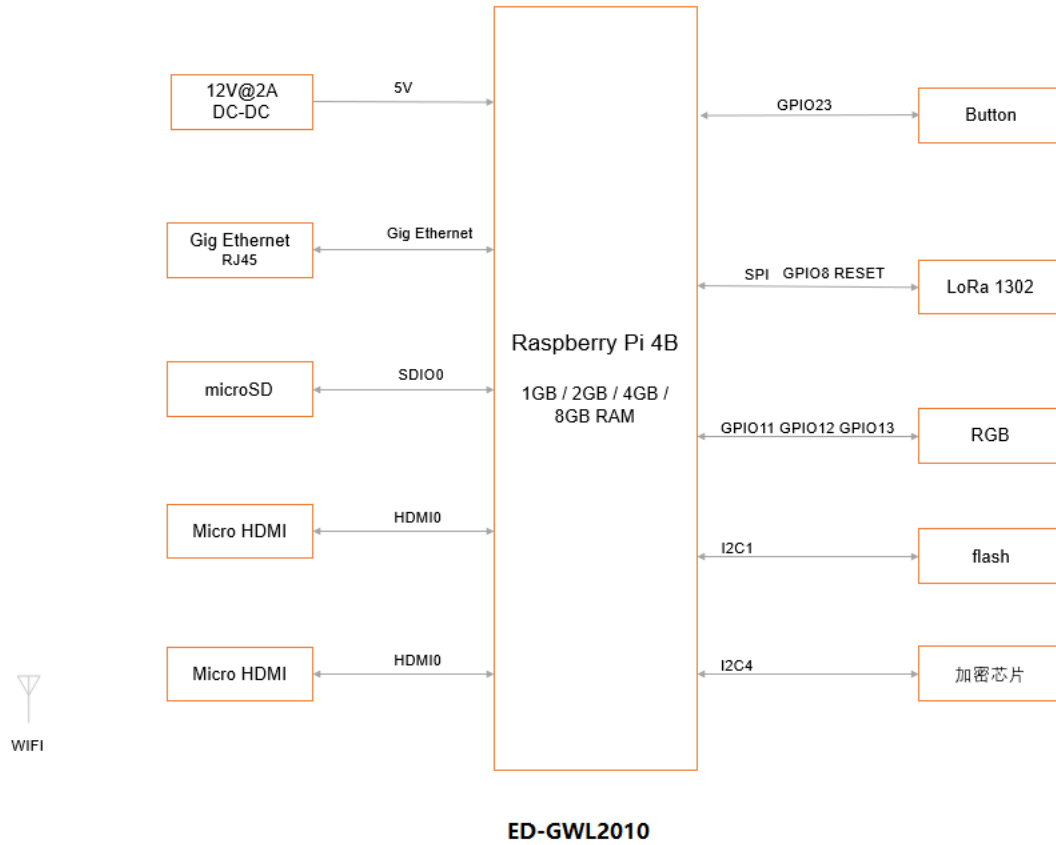 12V@2A
DC-DC
5V
Gig Ethernet
RJ45
Gig Ethernet
microSD
SDIO0
Micro HDMI
HDMI0
Micro HDMI
HDMI0
WIFI
Raspberry Pi 4B
1GB / 2GB / 4GB /
8GB RAM
GPIO23
Button
SPI GPIO8 RESET
LoRa 1302
GPIO11 GPIO12 GPIO13
RGB
I2C1
flash
I2C4
加密芯片
ED-GWL2010